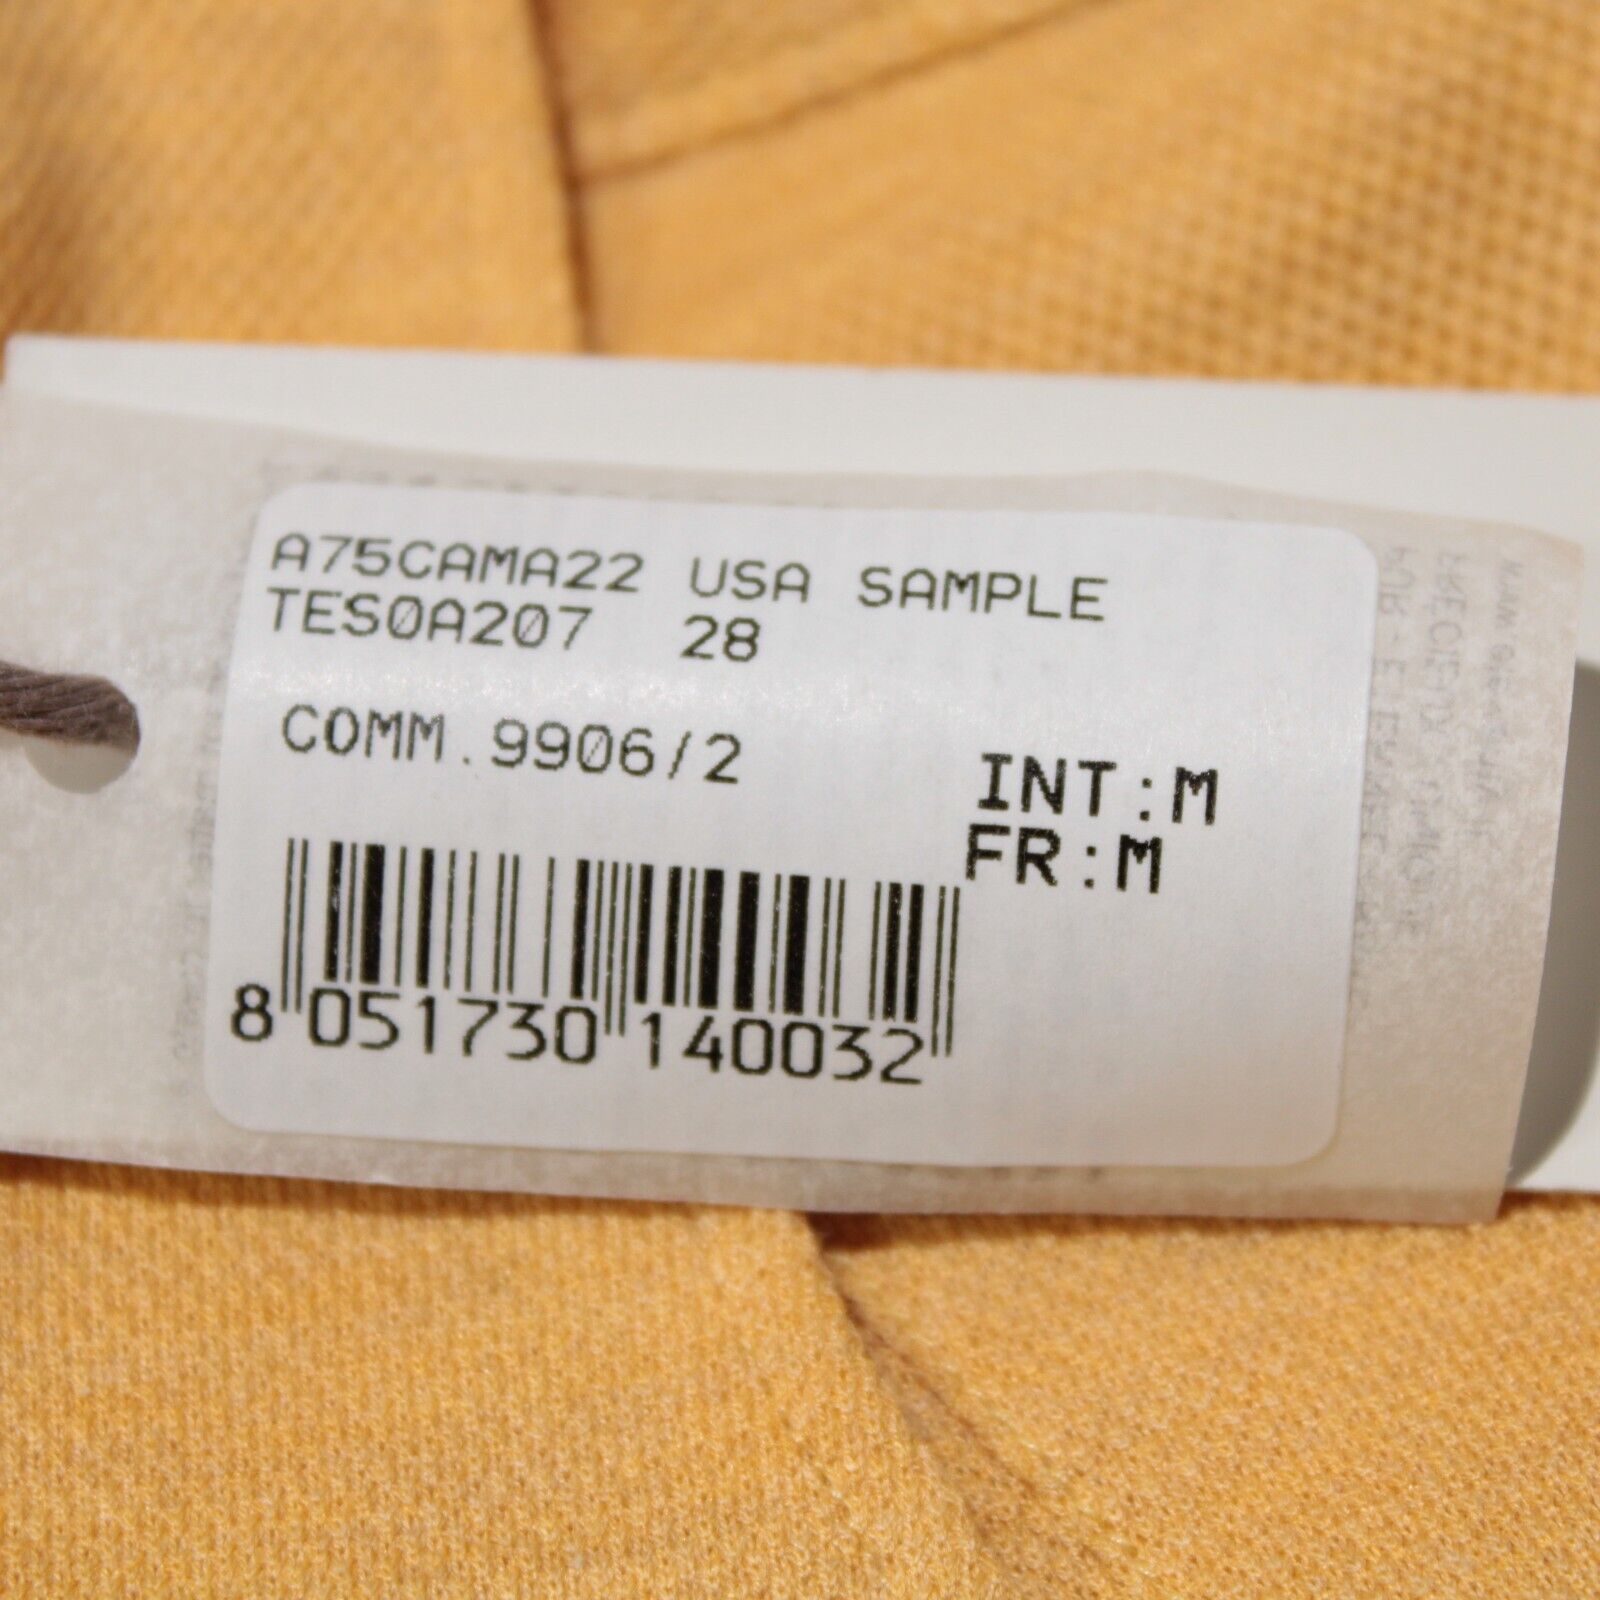 A75CAMA22 USA SAMPLE
TES0A207 28
COMM.9906/2
INT:M
FR:M
8 051730 140032